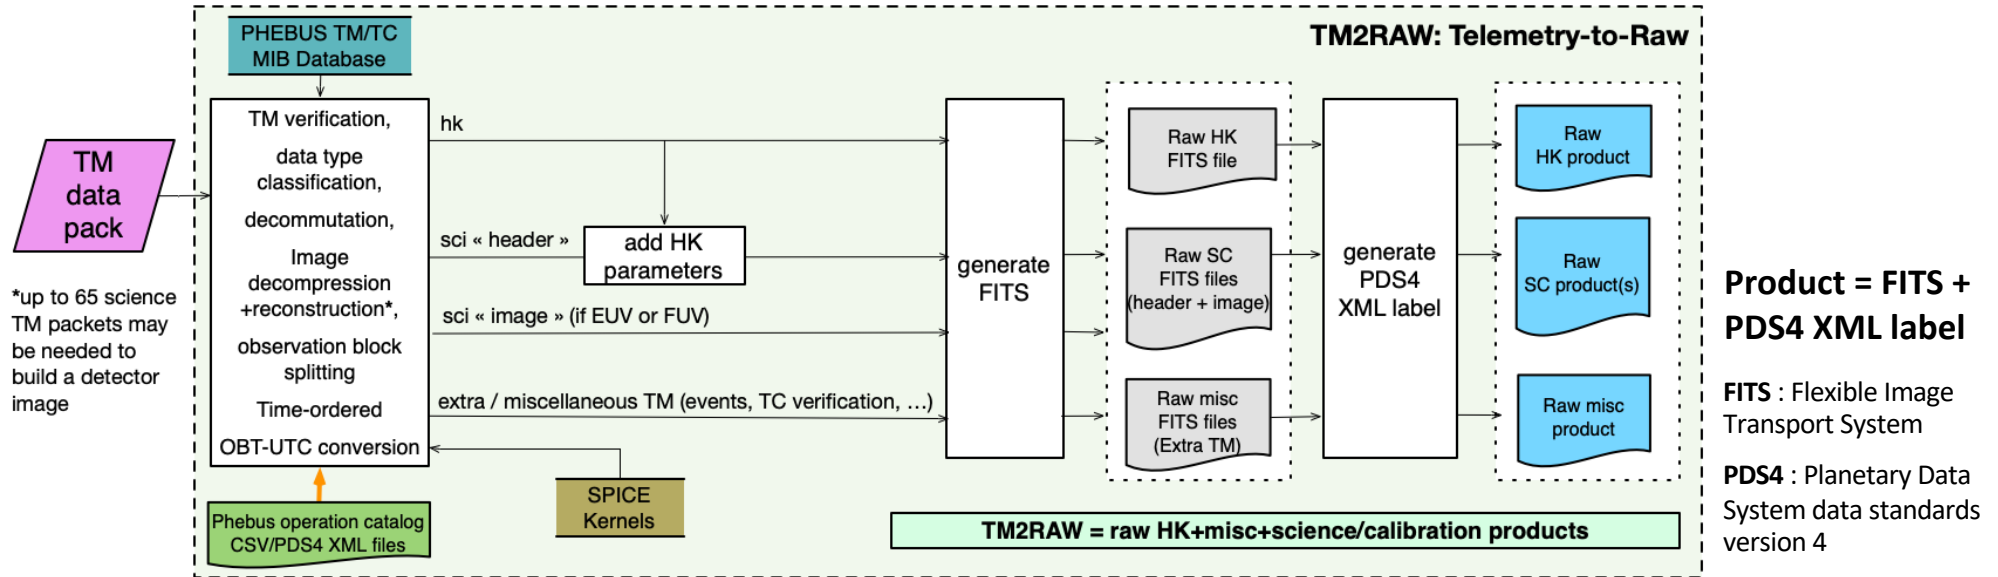 PHEBUS TM/TC
MIB Database
TM2RAW: Telemetry-to-Raw
TM
data
pack
*up to 65 science
TM packets may
be needed to
build a detector
image
TM verification,
data type
classification,
decommutation,
Image
decompression
+reconstruction*,
observation block
splitting
Time-ordered
OBT-UTC conversion
Phebus operation catalog
CSV/PDS4 XML files
hk
sci « header »
add HK
parameters
sci « image » (if EUV or FUV)
extra / miscellaneous TM (events, TC verification, ...)
SPICE
Kernels
generate
FITS
Raw HK
FITS file
Raw SC
FITS files
(header + image)
Raw misc
FITS files
(Extra TM)
generate
PDS4
XML label
Raw
HK product
Raw
SC product(s)
Raw misc
product
TM2RAW = raw HK+misc+science/calibration products
Product = FITS +
PDS4 XML label
FITS : Flexible Image
Transport System
PDS4 : Planetary Data
System data standards
version 4